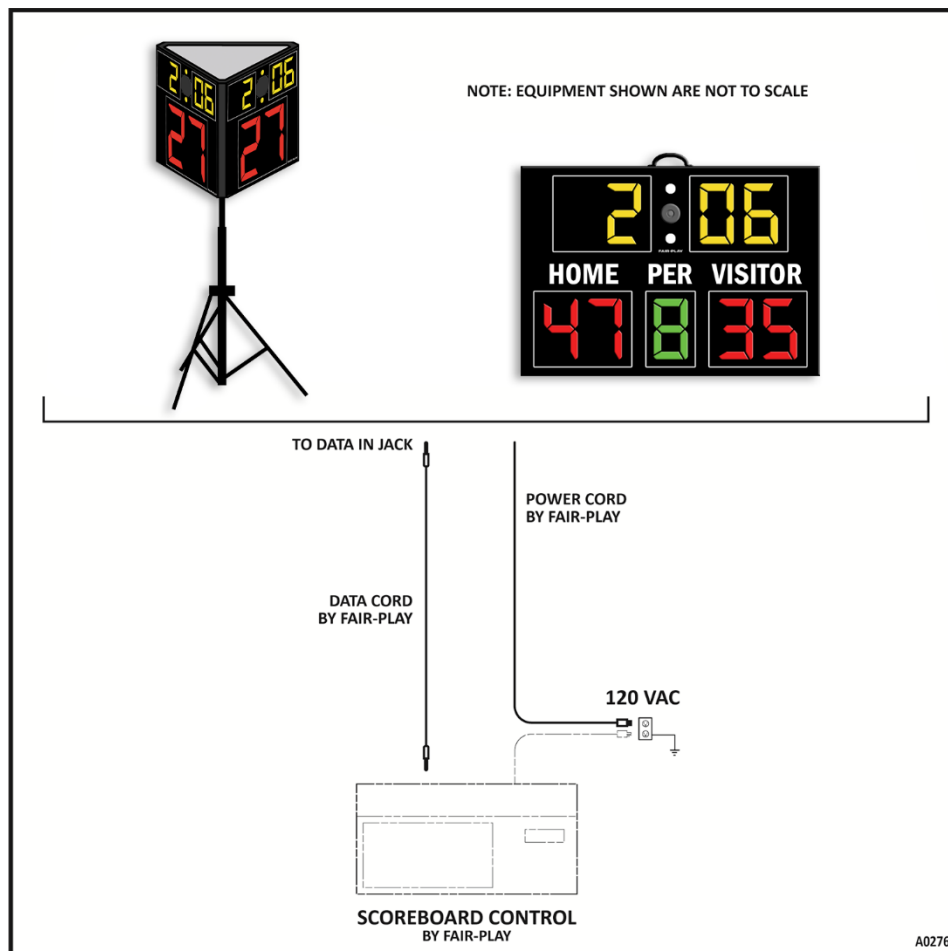 2:06
2:06
27
27
NOTE: EQUIPMENT SHOWN ARE NOT TO SCALE
2:06
FAIR-PLAY
HOME PER VISITOR
47 8 35
TO DATA IN JACK
POWER CORD
BY FAIR-PLAY
DATA CORD
BY FAIR-PLAY
120 VAC
SCOREBOARD CONTROL
BY FAIR-PLAY
A0276